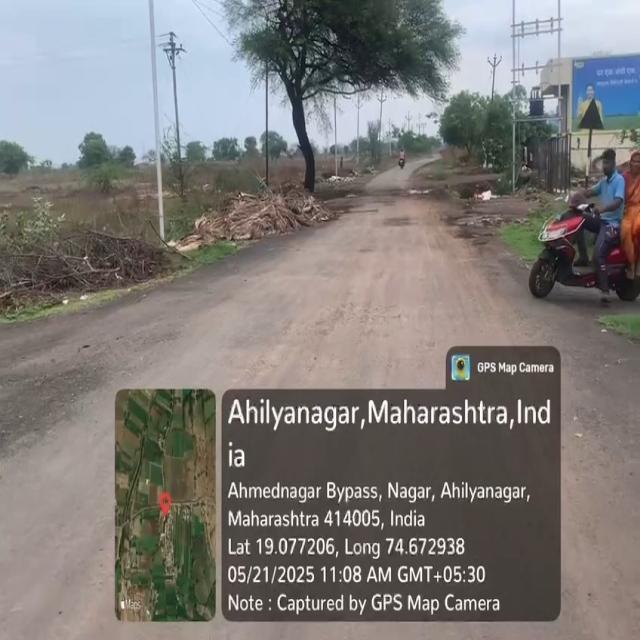 GPS Map Camera
Ahilyanagar,Maharashtra,Ind
ia
Ahmednagar Bypass, Nagar, Ahilyanagar,
Maharashtra 414005, India
Lat 19.077206, Long 74.672938
05/21/2025 11:08 AM GMT+05:30
Note : Captured by GPS Map Camera
Maps